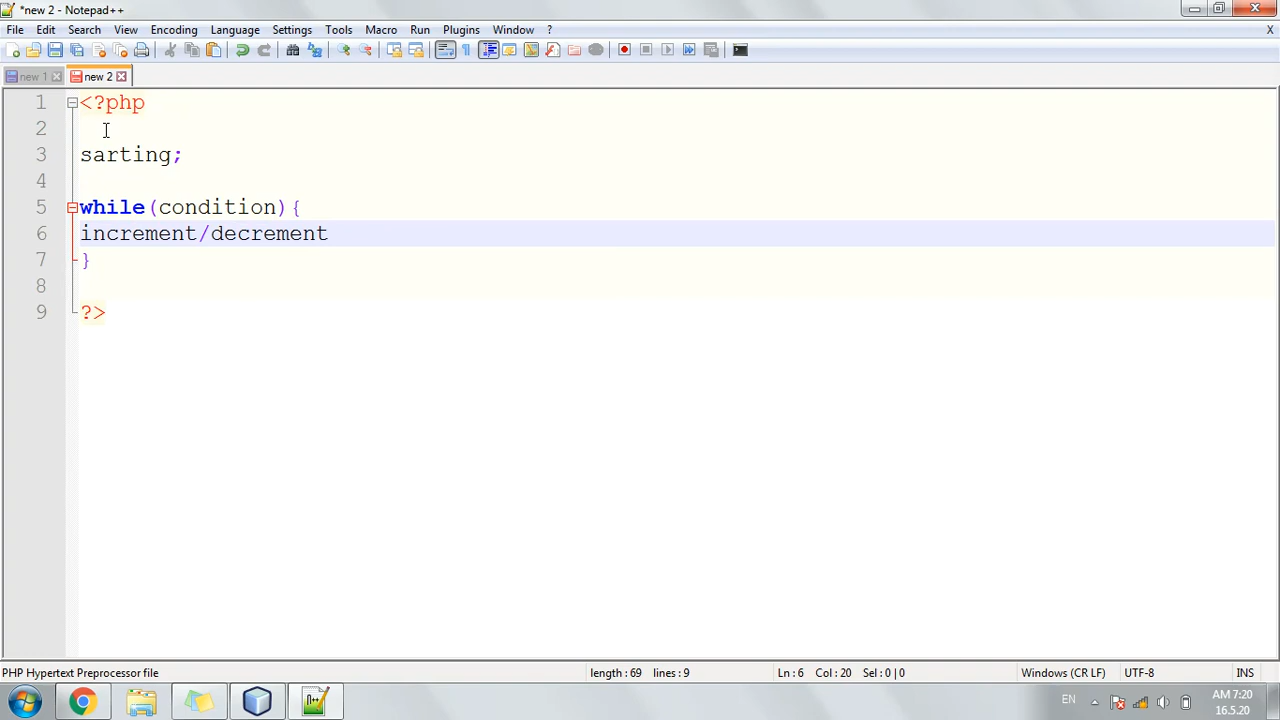 *new 2 - Notepad++
File Edit Search View Encoding Language Settings Tools Macro Run Plugins Window ? X
new 1 new 2
1 <?php
2
3 sarting;
4
5 while(condition){
6 increment/decrement
7 }
8
9 ?>
PHP Hypertext Preprocessor file length : 69 lines : 9 Ln : 6 Col : 20 Sel : 0 | 0 Windows (CR LF) UTF-8 INS
EN AM 7:20
16.5.20